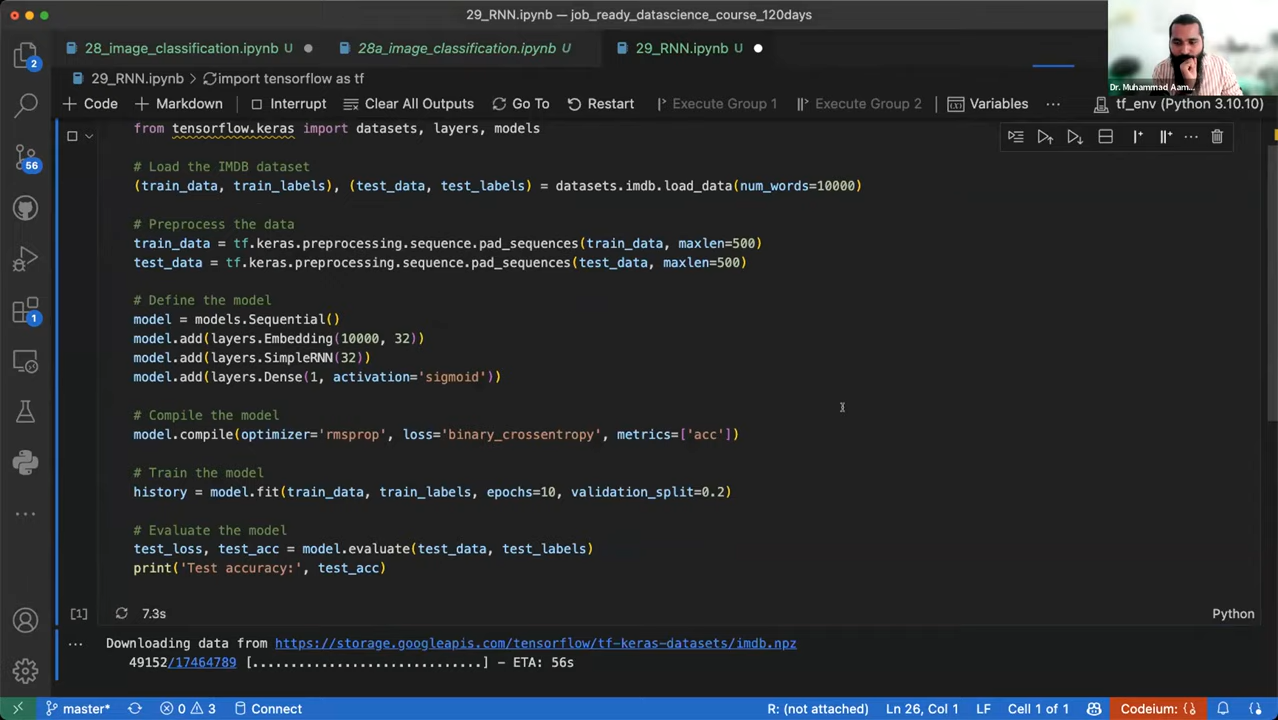 29_RNN.ipynb — job_ready_datascience_course_120days
28_image_classification.ipynb U
28a_image_classification.ipynb U
29_RNN.ipynb U
Dr. Muhammad Aam...
29_RNN.ipynb > import tensorflow as tf
+ Code + Markdown Interrupt Clear All Outputs Go To Restart Execute Group 1 Execute Group 2 Variables ... tf_env (Python 3.10.10)
from tensorflow.keras import datasets, layers, models
# Load the IMDB dataset
(train_data, train_labels), (test_data, test_labels) = datasets.imdb.load_data(num_words=10000)
# Preprocess the data
train_data = tf.keras.preprocessing.sequence.pad_sequences(train_data, maxlen=500)
test_data = tf.keras.preprocessing.sequence.pad_sequences(test_data, maxlen=500)
# Define the model
model = models.Sequential()
model.add(layers.Embedding(10000, 32))
model.add(layers.SimpleRNN(32))
model.add(layers.Dense(1, activation='sigmoid'))
# Compile the model
model.compile(optimizer='rmsprop', loss='binary_crossentropy', metrics=['acc'])
# Train the model
history = model.fit(train_data, train_labels, epochs=10, validation_split=0.2)
# Evaluate the model
test_loss, test_acc = model.evaluate(test_data, test_labels)
print('Test accuracy:', test_acc)
[1] 7.3s Python
... Downloading data from https://storage.googleapis.com/tensorflow/tf-keras-datasets/imdb.npz
49152/17464789 [..............................] - ETA: 56s
2
56
1
master* 0 3 Connect R: (not attached) Ln 26, Col 1 LF Cell 1 of 1 Codeium: {}